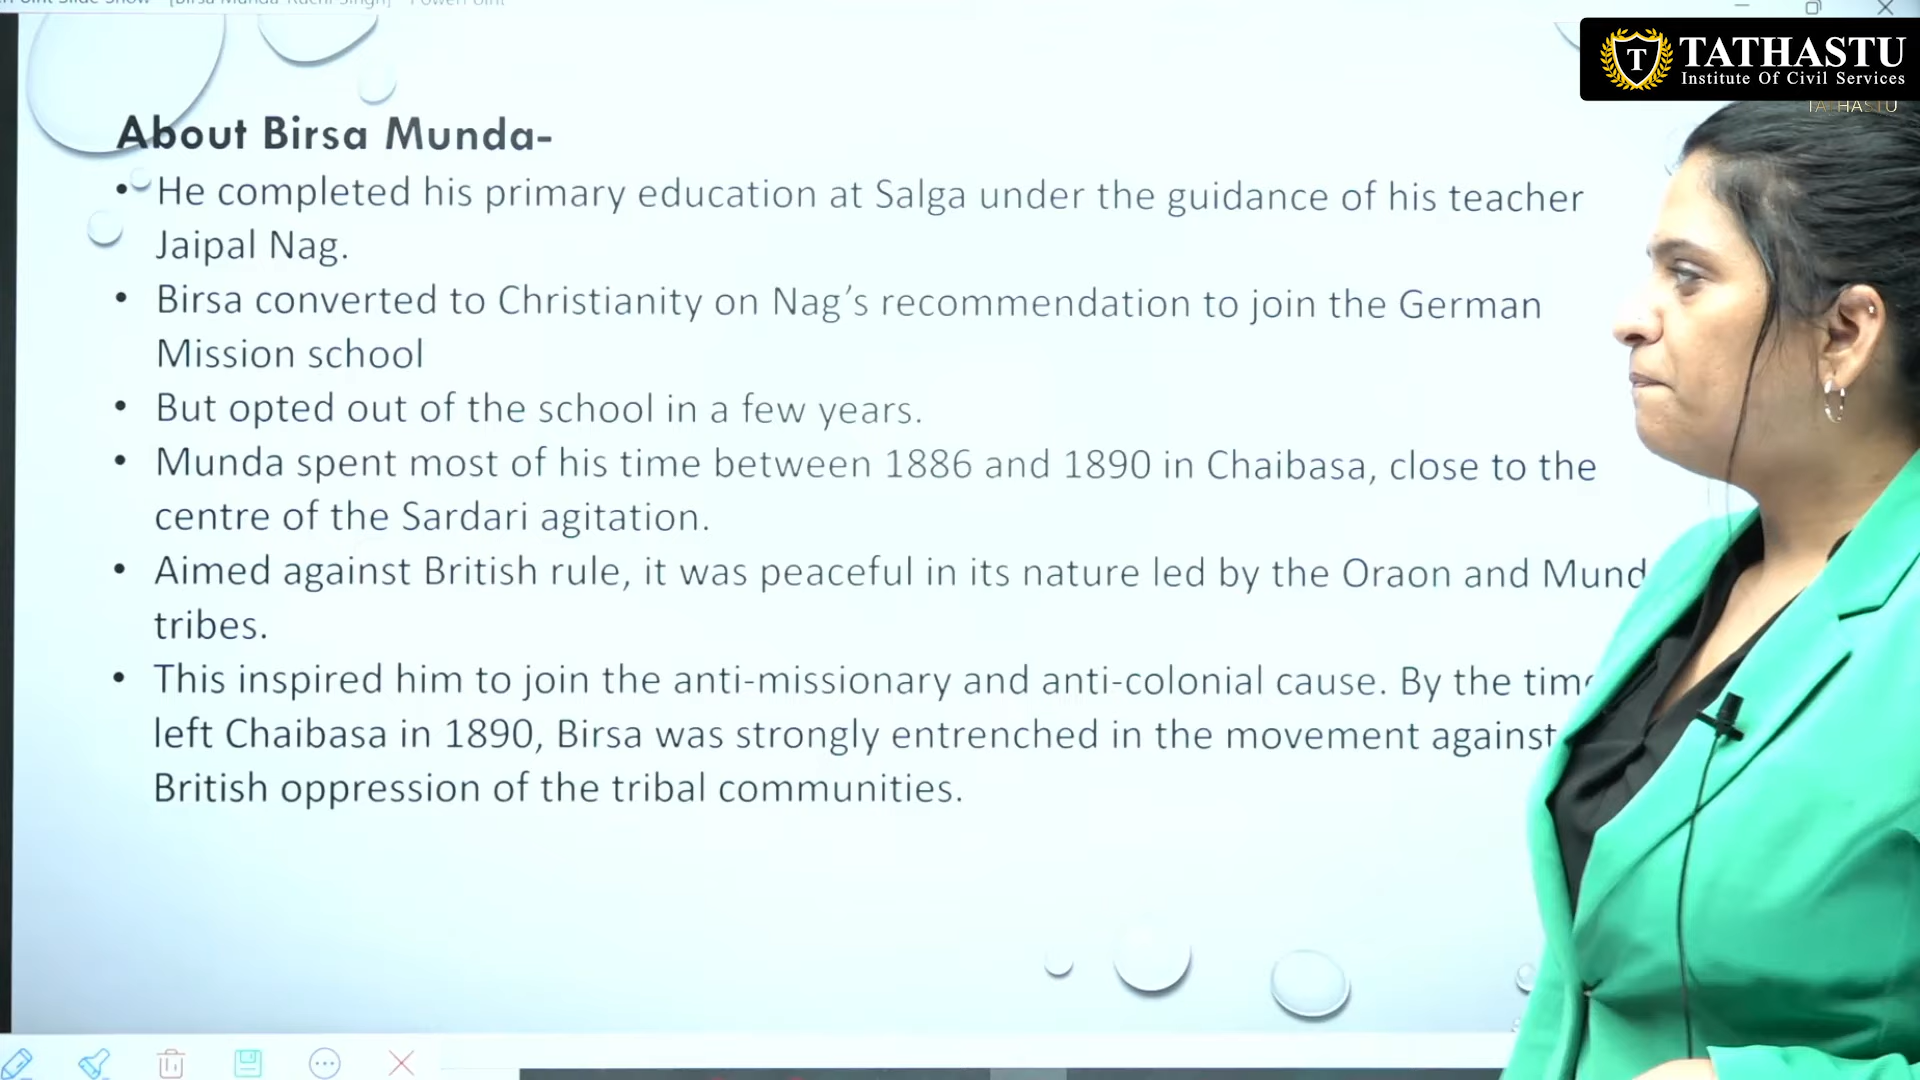 [Birsa Munda
TATHASTU
Institute Of Civil Services
About Birsa Munda-
• He completed his primary education at Salga under the guidance of his teacher
Jaipal Nag.
• Birsa converted to Christianity on Nag's recommendation to join the German
Mission school
• But opted out of the school in a few years.
• Munda spent most of his time between 1886 and 1890 in Chaibasa, close to the
centre of the Sardari agitation.
• Aimed against British rule, it was peaceful in its nature led by the Oraon and Mund
tribes.
• This inspired him to join the anti-missionary and anti-colonial cause. By the time
left Chaibasa in 1890, Birsa was strongly entrenched in the movement against
British oppression of the tribal communities.